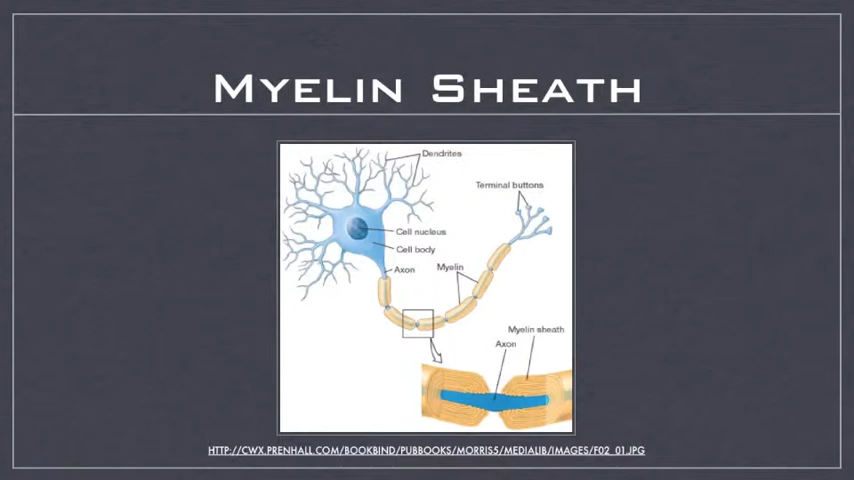 Myelin Sheath
Dendrites
Terminal buttons
Cell nucleus
Cell body
Axon
Myelin
Myelin sheath
Axon
HTTP://CWX.PRENHALL.COM/BOOKBIND/PUBBOOKS/MORRIS5/MEDIALIB/IMAGES/F02_01.JPG